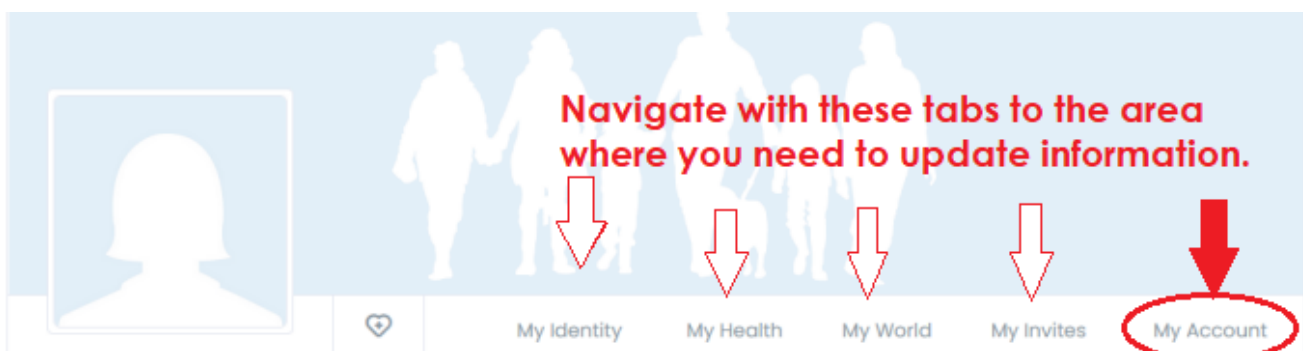 Navigate with these tabs to the area
where you need to update information.
My Identity My Health My World My Invites My Account